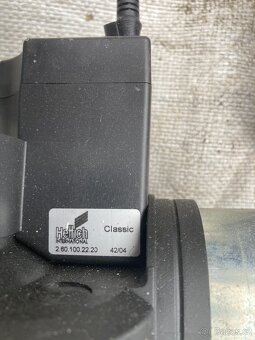 Hettich Classic
INTERNATIONAL
2.60.100.22.20 42/04